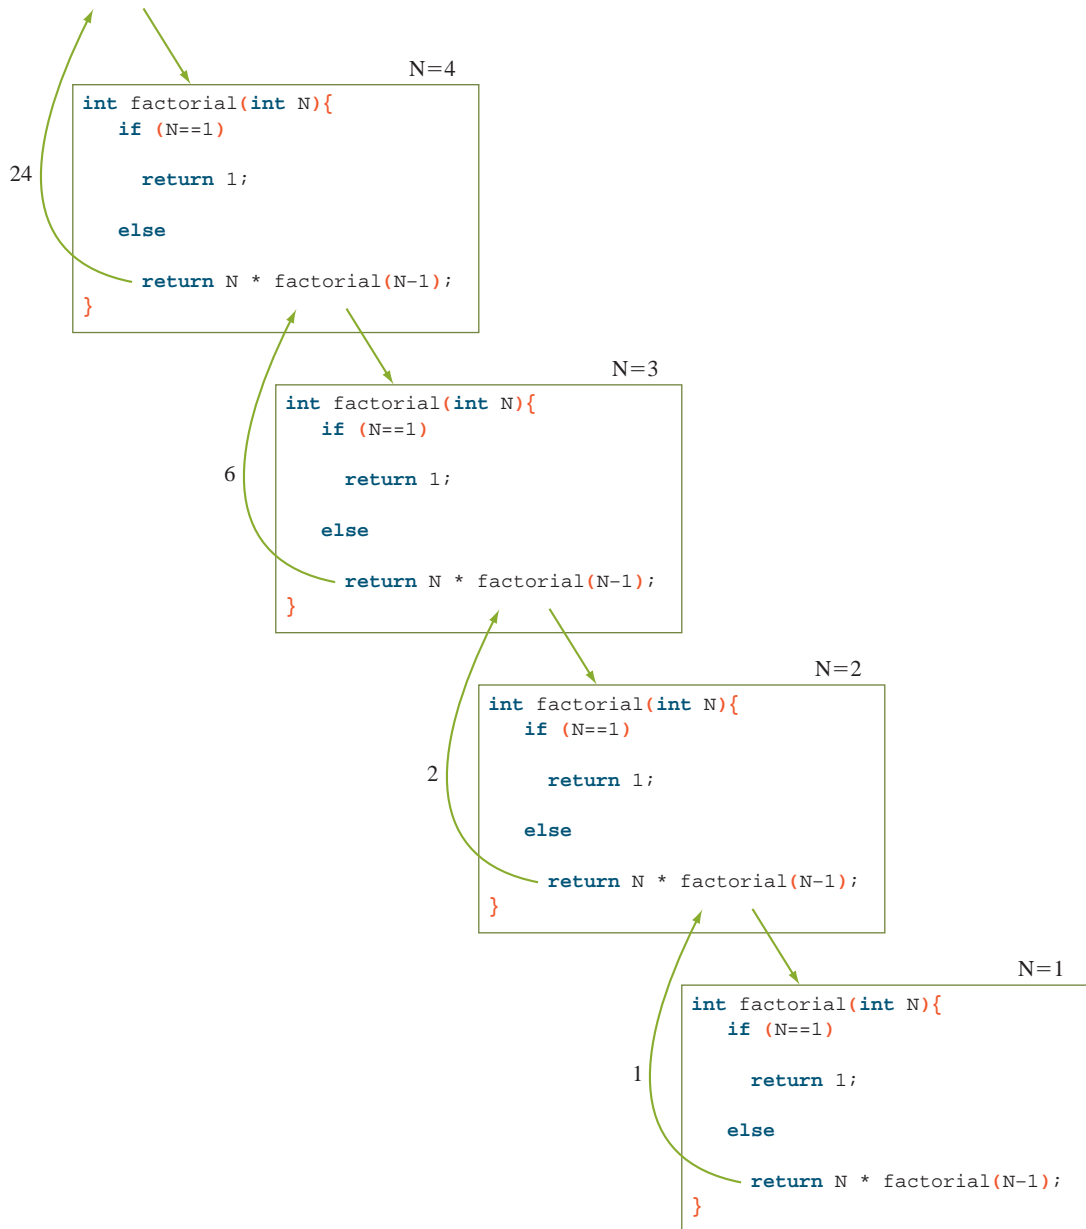 N=4
int factorial(int N){
if (N==1)
return 1;
else
return N * factorial(N-1);
}
24
N=3
int factorial(int N){
if (N==1)
return 1;
else
return N * factorial(N-1);
}
6
N=2
int factorial(int N){
if (N==1)
return 1;
else
return N * factorial(N-1);
}
2
N=1
int factorial(int N){
if (N==1)
return 1;
else
return N * factorial(N-1);
}
1